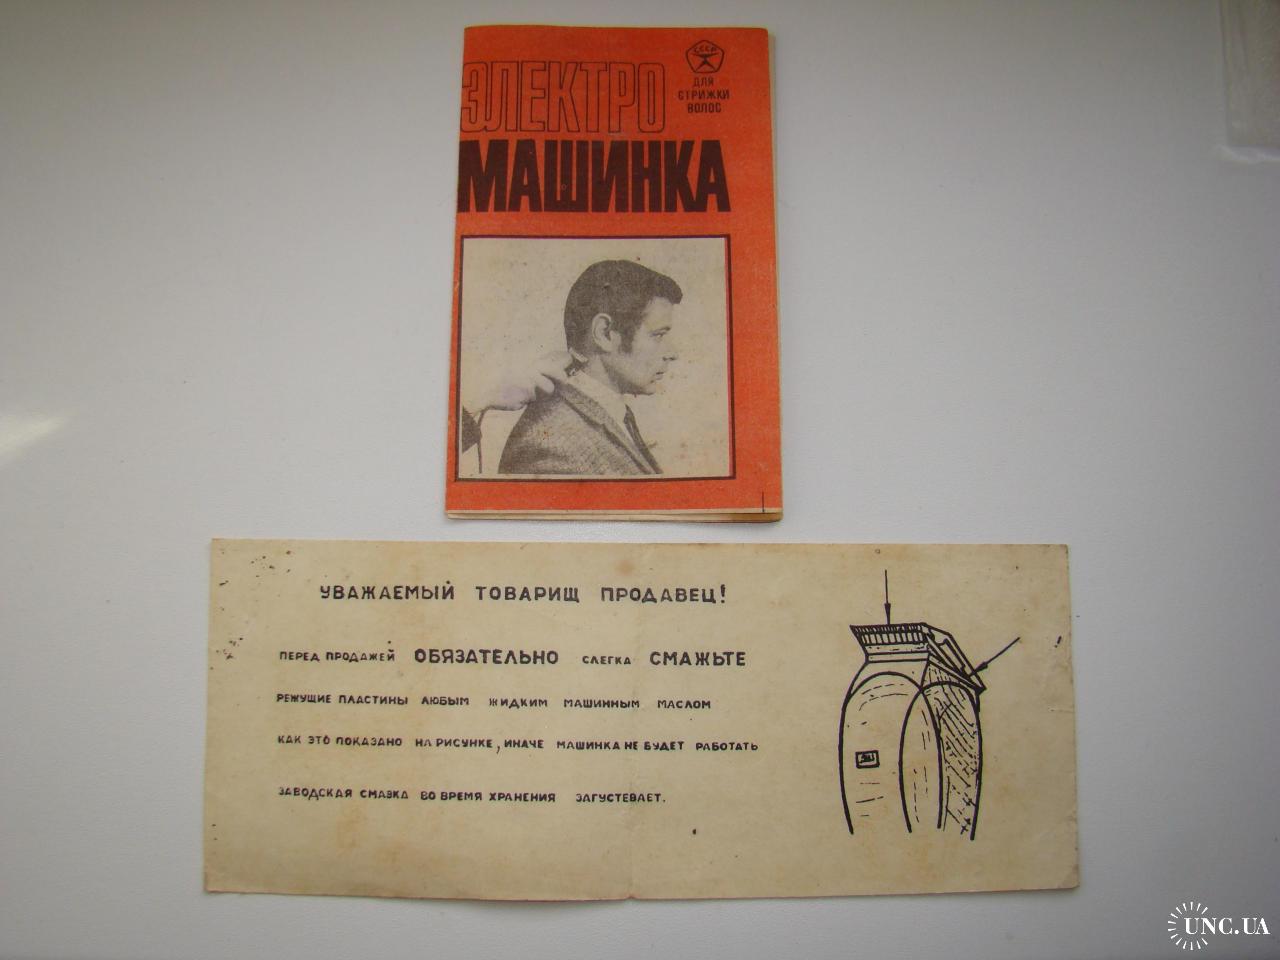 ЭЛЕКТРО
МАШИНКА
СССР
ДЛЯ
СТРИЖКИ
ВОЛОС
УВАЖАЕМЫЙ ТОВАРИЩ ПРОДАВЕЦ!
ПЕРЕД ПРОДАЖЕЙ ОБЯЗАТЕЛЬНО СЛЕГКА СМАЖЬТЕ
РЕЖУЩИЕ ПЛАСТИНЫ ЛЮБЫМ ЖИДКИМ МАШИННЫМ МАСЛОМ
КАК ЭТО ПОКАЗАНО НА РИСУНКЕ, ИНАЧЕ МАШИНКА НЕ БУДЕТ РАБОТАТЬ
ЗАВОДСКАЯ СМАЗКА ВО ВРЕМЯ ХРАНЕНИЯ ЗАГУСТЕВАЕТ.
UNC.UA